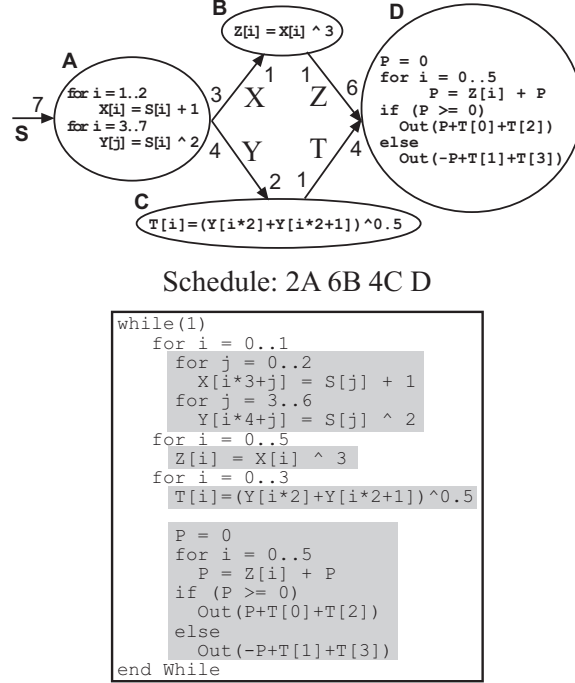 B
Z[i] = X[i] ^ 3
D
P = 0
for i = 0..5
P = Z[i] + P
if (P >= 0)
Out(P+T[0]+T[2])
else
Out(-P+T[1]+T[3])
A
for i = 1..2
X[i] = S[i] + 1
for i = 3..7
Y[j] = S[i] ^ 2
7
S
3
X
1
1
Z
6
4
Y
2
1
T
4
C
T[i]=(Y[i*2]+Y[i*2+1])^0.5
Schedule: 2A 6B 4C D
while(1)
for i = 0..1
for j = 0..2
X[i*3+j] = S[j] + 1
for j = 3..6
Y[i*4+j] = S[j] ^ 2
for i = 0..5
Z[i] = X[i] ^ 3
for i = 0..3
T[i]=(Y[i*2]+Y[i*2+1])^0.5
P = 0
for i = 0..5
P = Z[i] + P
if (P >= 0)
Out(P+T[0]+T[2])
else
Out(-P+T[1]+T[3])
end While